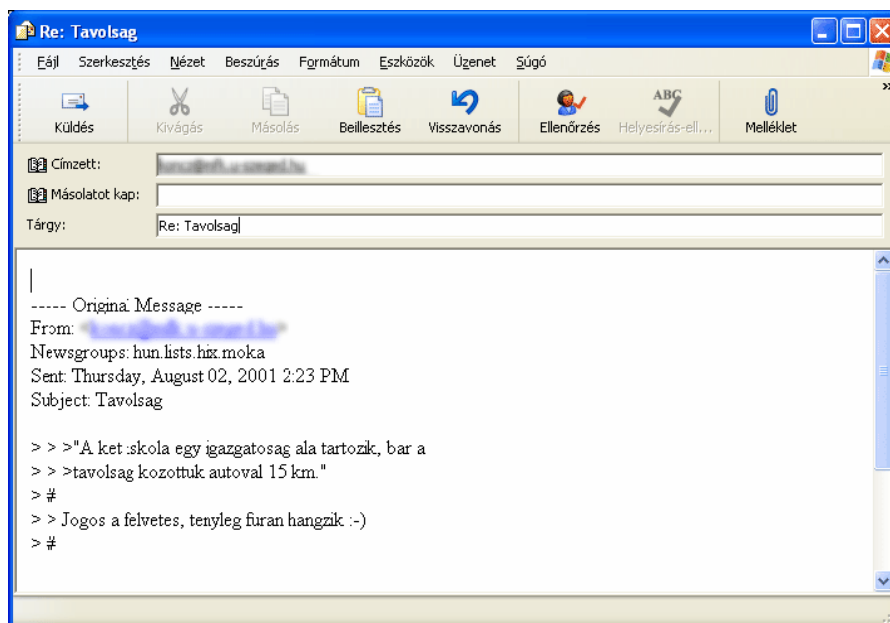 Re: Tavolsag
Fájl Szerkesztés Nézet Beszúrás Formátum Eszközök Üzenet Súgó
Küldés Kivágás Másolás Beillesztés Visszavonás Ellenőrzés Helyesírás-ell... Melléklet
Címzett:
Másolatot kap:
Tárgy: Re: Tavolsag
----- Original Message -----
From:
Newsgroups: hun.lists.hix.moka
Sent: Thursday, August 02, 2001 2:23 PM
Subject: Tavolsag
> > >"A ket iskola egy igazgatosag ala tartozik, bar a
> > >tavolsag kozottuk autoval 15 km."
> #
> > Jogos a felvetes, tenyleg furan hangzik :-)
> #